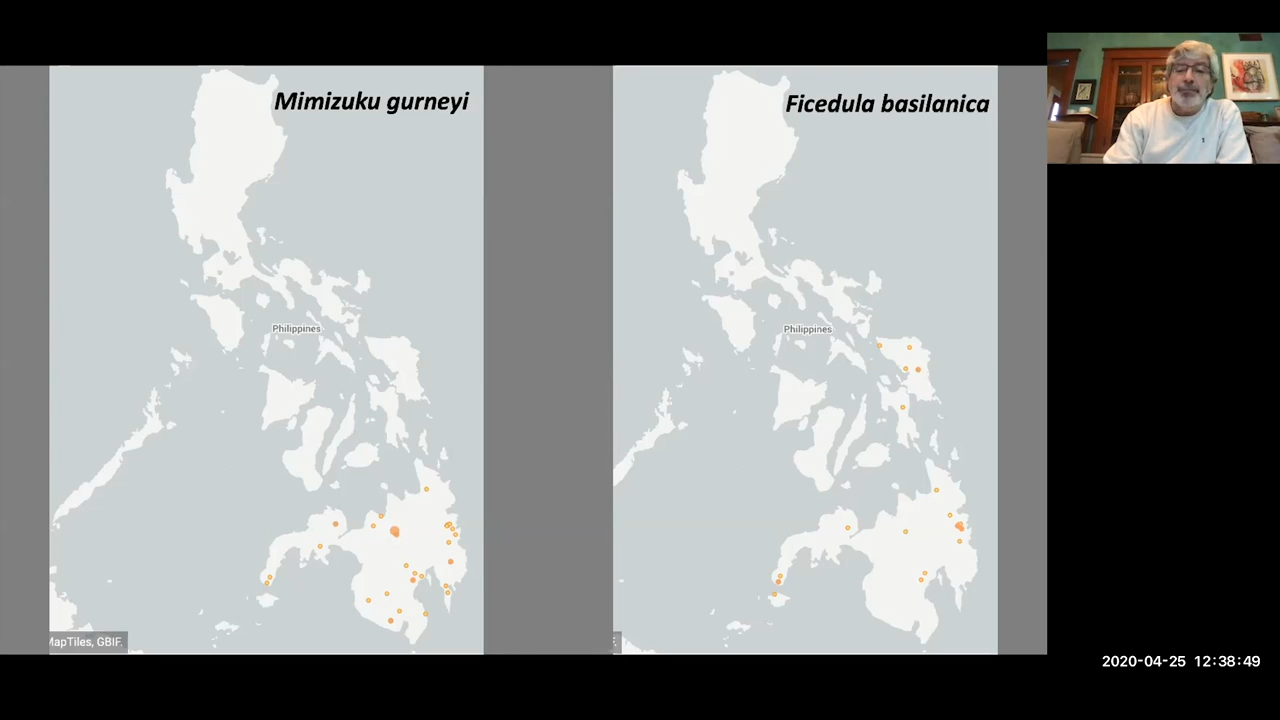 Mimizuku gurneyi
Ficedula basilanica
Philippines
Philippines
MapTiles, GBIF.
2020-04-25 12:38:49